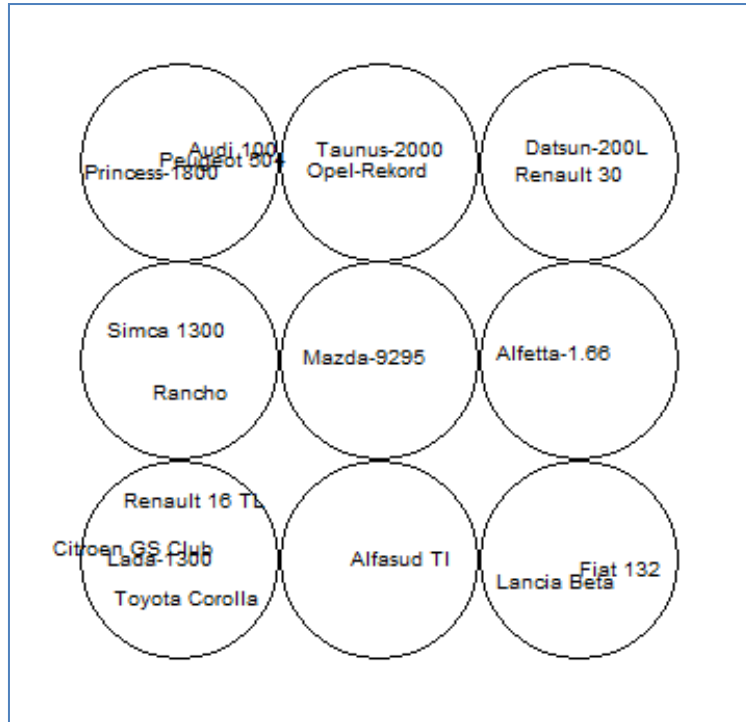 Audi 100
Peugeot 504
Princess-1800
Taunus-2000
Opel-Rekord
Datsun-200L
Renault 30
Simca 1300
Rancho
Mazda-9295
Alfetta-1.66
Renault 16 TL
Citroen GS Club
Lada-1300
Toyota Corolla
Alfasud TI
Fiat 132
Lancia Beta